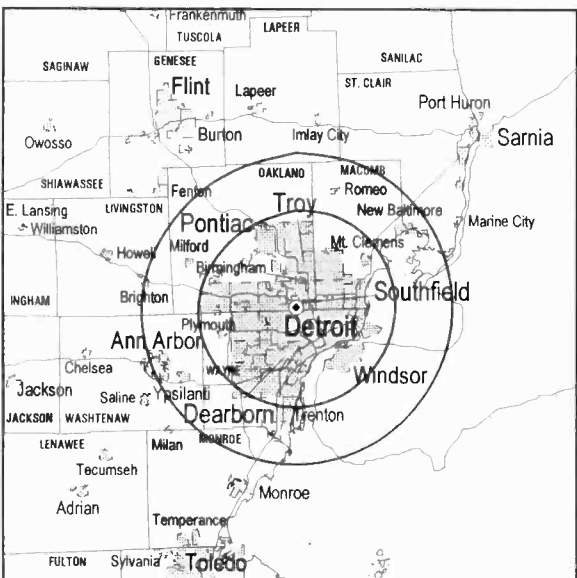 Frankenmuth
LAPEER
TUSCOLA
SAGINAW
GENESEE
SANILAC
Flint
Lapeer
ST. CLAIR
Port Huron
Owosso
Burton
Imlay City
Sarnia
OAKLAND
MACOMB
SHIAWASSEE
Fenton
Romeo
E. Lansing
LIVINGSTON
Troy
New Baltimore
Williamston
Pontiac
Marine City
Milford
Mt. Clemens
Howell
Birmingham
Southfield
INGHAM
Brighton
Plymouth
Detroit
Ann Arbor
Chelsea
WAYNE
Windsor
Jackson
Saline
Ypsilanti
Dearborn
Trenton
JACKSON
WASHTENAW
LENAWEE
Milan
MONROE
Tecumseh
Adrian
Monroe
Temperance
FULTON
Sylvania
Toledo